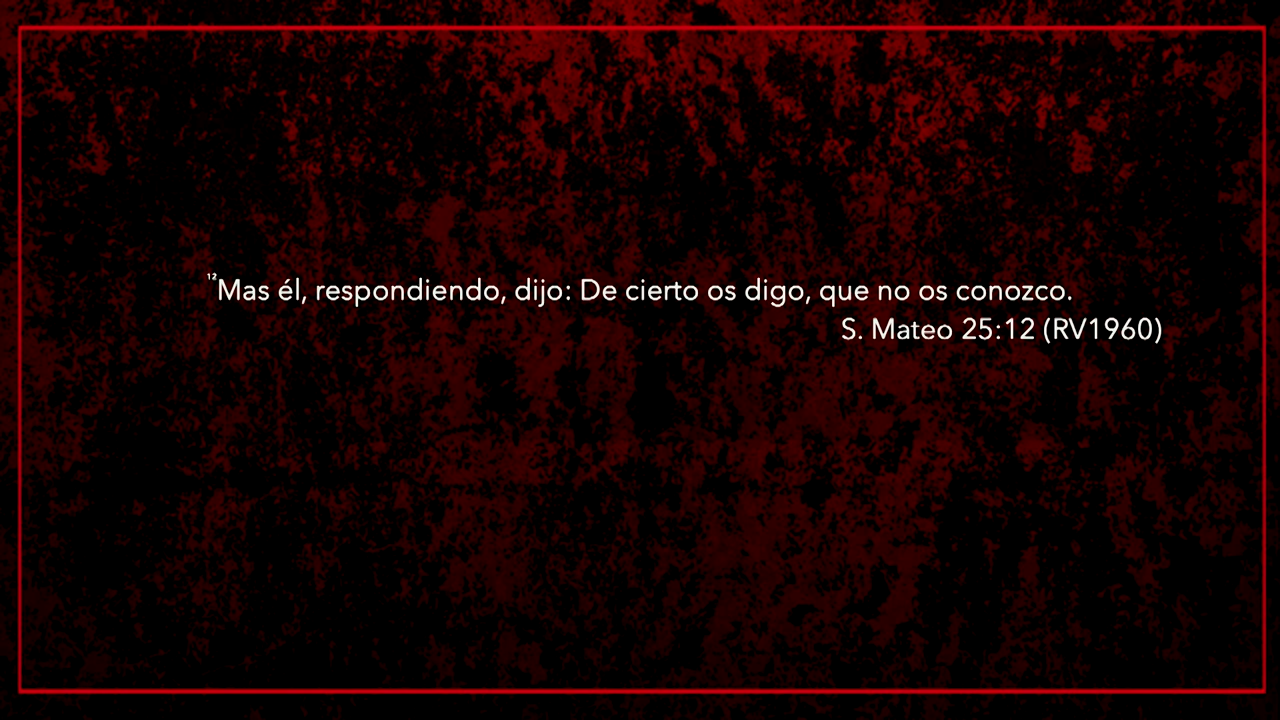 ¹²Mas él, respondiendo, dijo: De cierto os digo, que no os conozco.
S. Mateo 25:12 (RV1960)